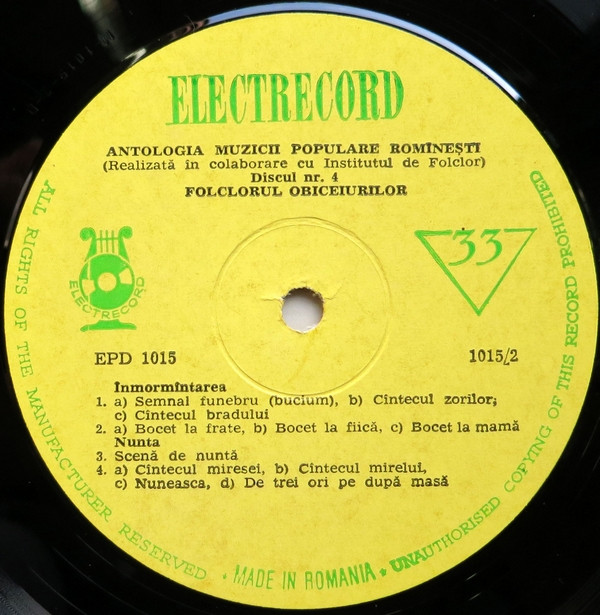 ELECTRECORD
ANTOLOGIA MUZICII POPULARE ROMÎNEȘTI
(Realizată în colaborare cu Institutul de Folclor)
Discul nr. 4
FOLCLORUL OBICEIURILOR
33
ELECTRECORD
EPD 1015
1015/2
Înmormîntarea
1. a) Semnal funebru (bucium), b) Cîntecul zorilor;
c) Cîntecul bradului
2. a) Bocet la frate, b) Bocet la fiică, c) Bocet la mamă
Nunta
3. Scenă de nuntă
4. a) Cîntecul miresei, b) Cîntecul mirelui,
c) Nuneasca, d) De trei ori pe după masă
ALL RIGHTS OF THE MANUFACTURER RESERVED • MADE IN ROMANIA • UNAUTHORISED COPYING OF THIS RECORD PROHIBITED